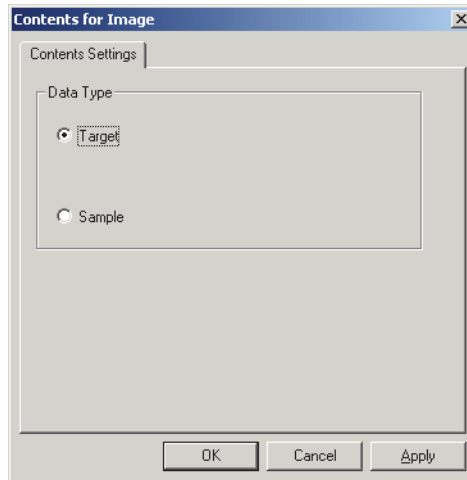 Contents for Image
Contents Settings
Data Type
Target
Sample
OK Cancel Apply